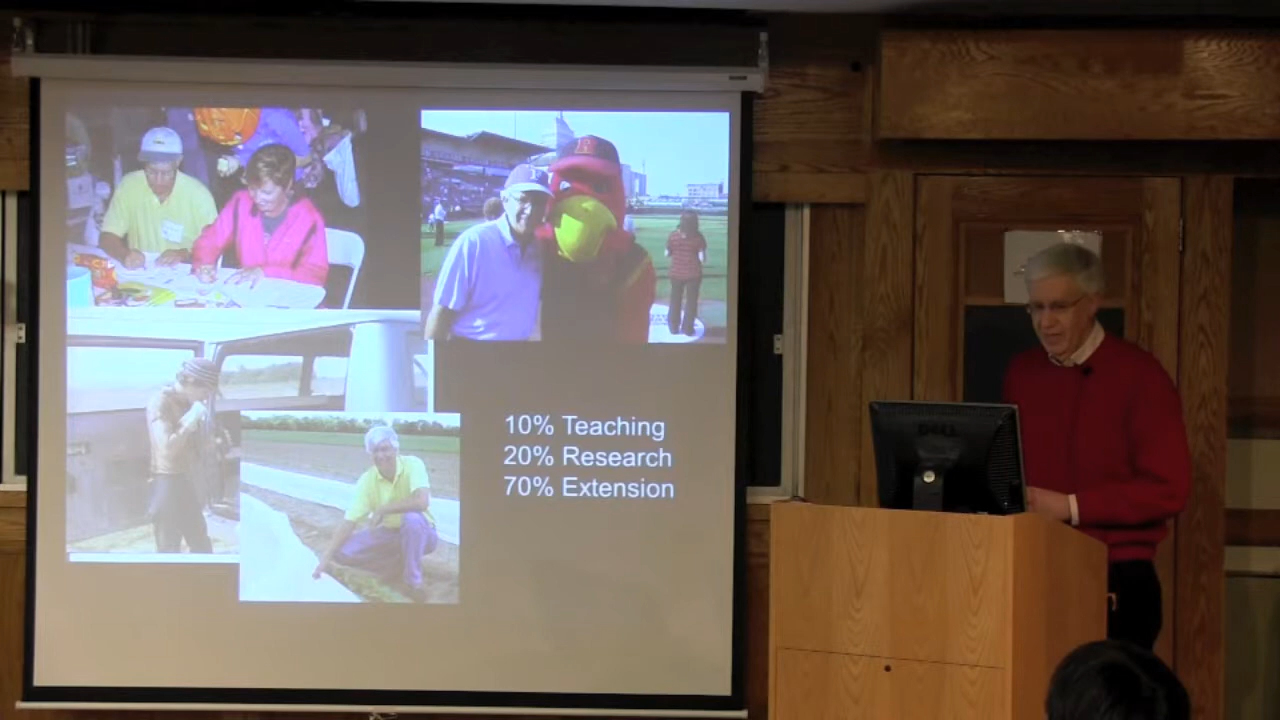 R
10% Teaching
20% Research
70% Extension
DELL